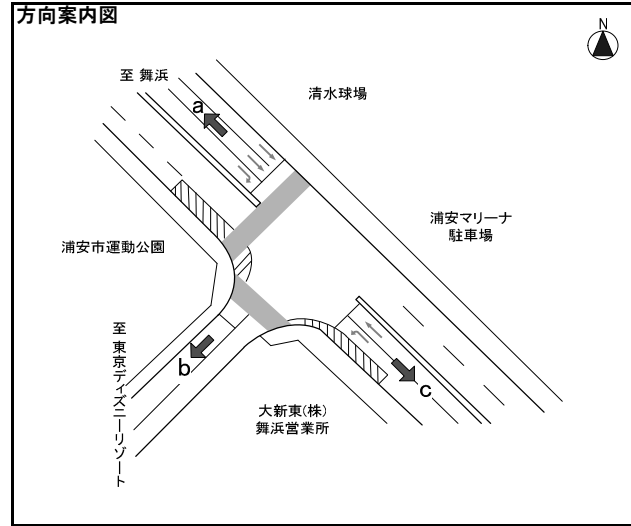 方向案内図
N
至 舞浜
清水球場
a
浦安マリーナ
駐車場
浦安市運動公園
至 東京ディズニーリゾート
b
c
大新東(株)
舞浜営業所